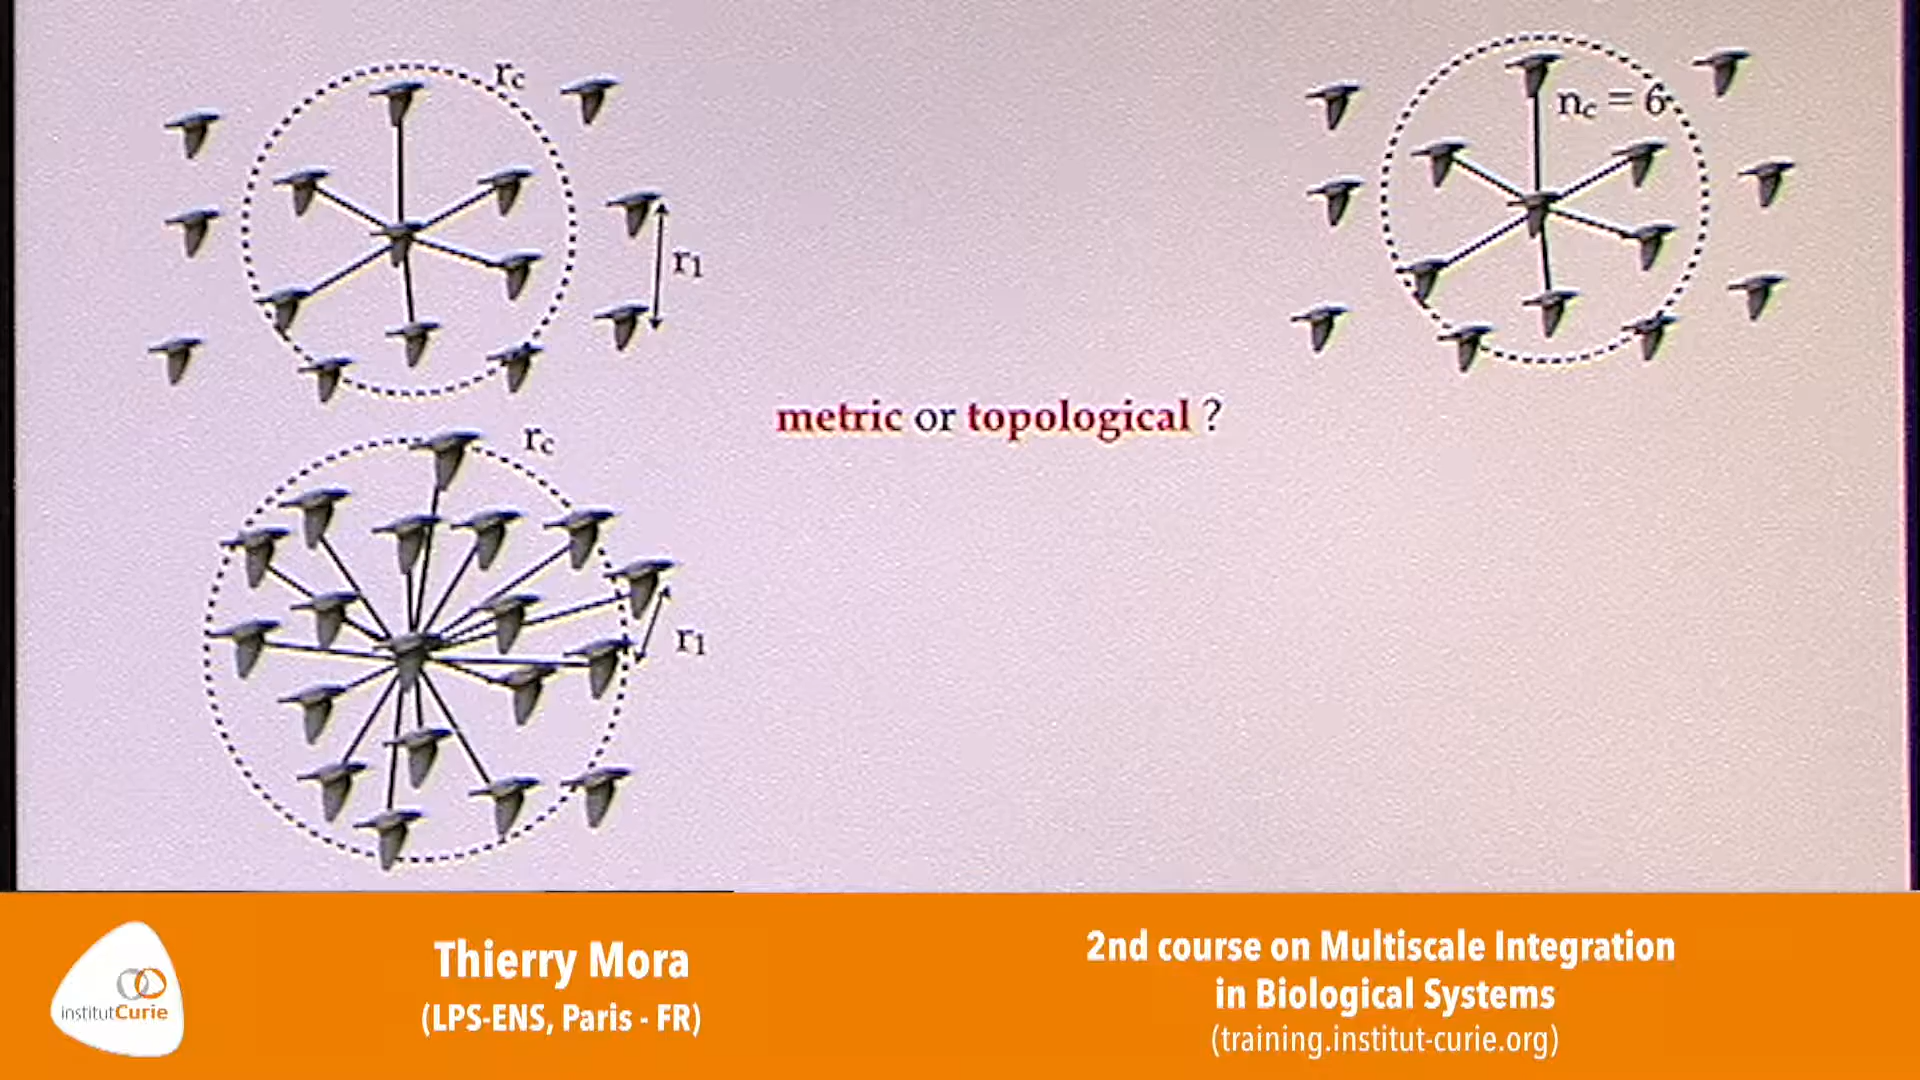 rc
nc = 6
r1
metric or topological ?
rc
r1
institutCurie
Thierry Mora
(LPS-ENS, Paris - FR)
2nd course on Multiscale Integration
in Biological Systems
(training.institut-curie.org)